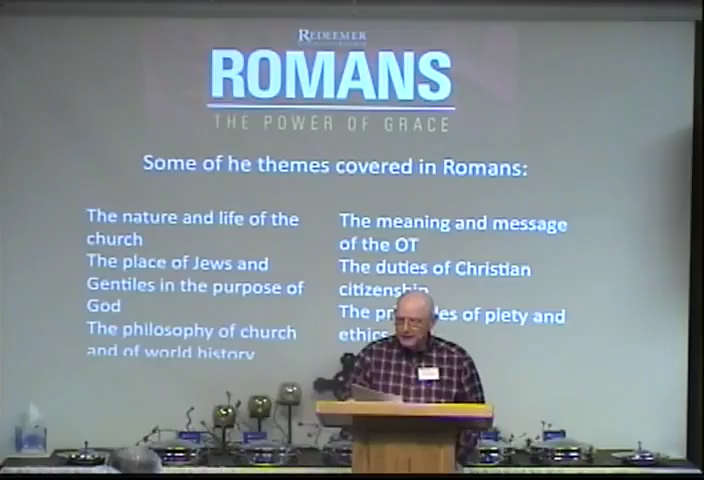 REDEEMER
ROMANS
THE POWER OF GRACE
Some of he themes covered in Romans:
The nature and life of the
church
The place of Jews and
Gentiles in the purpose of
God
The philosophy of church
and of world history
The meaning and message
of the OT
The duties of Christian
citizenship
The of piety and
ethics